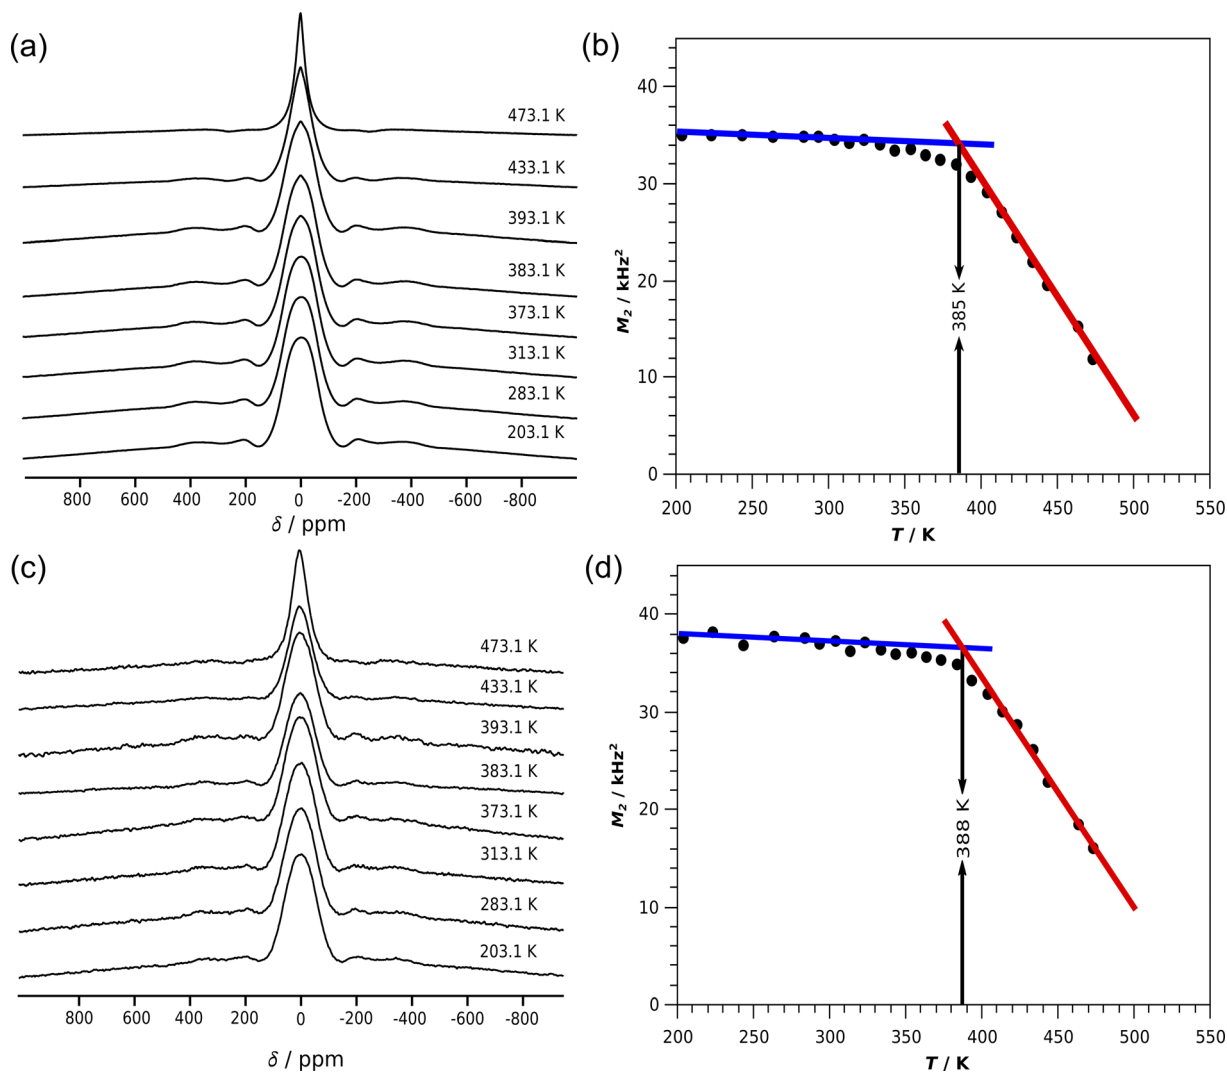 (a)
473.1 K
433.1 K
393.1 K
383.1 K
373.1 K
313.1 K
283.1 K
203.1 K
800 600 400 200 0 -200 -400 -600 -800
δ / ppm
(b)
40
30
20
10
0
M₂ / kHz²
385 K
200 250 300 350 400 450 500 550
T / K
(c)
473.1 K
433.1 K
393.1 K
383.1 K
373.1 K
313.1 K
283.1 K
203.1 K
800 600 400 200 0 -200 -400 -600 -800
δ / ppm
(d)
40
30
20
10
0
M₂ / kHz²
388 K
200 250 300 350 400 450 500 550
T / K